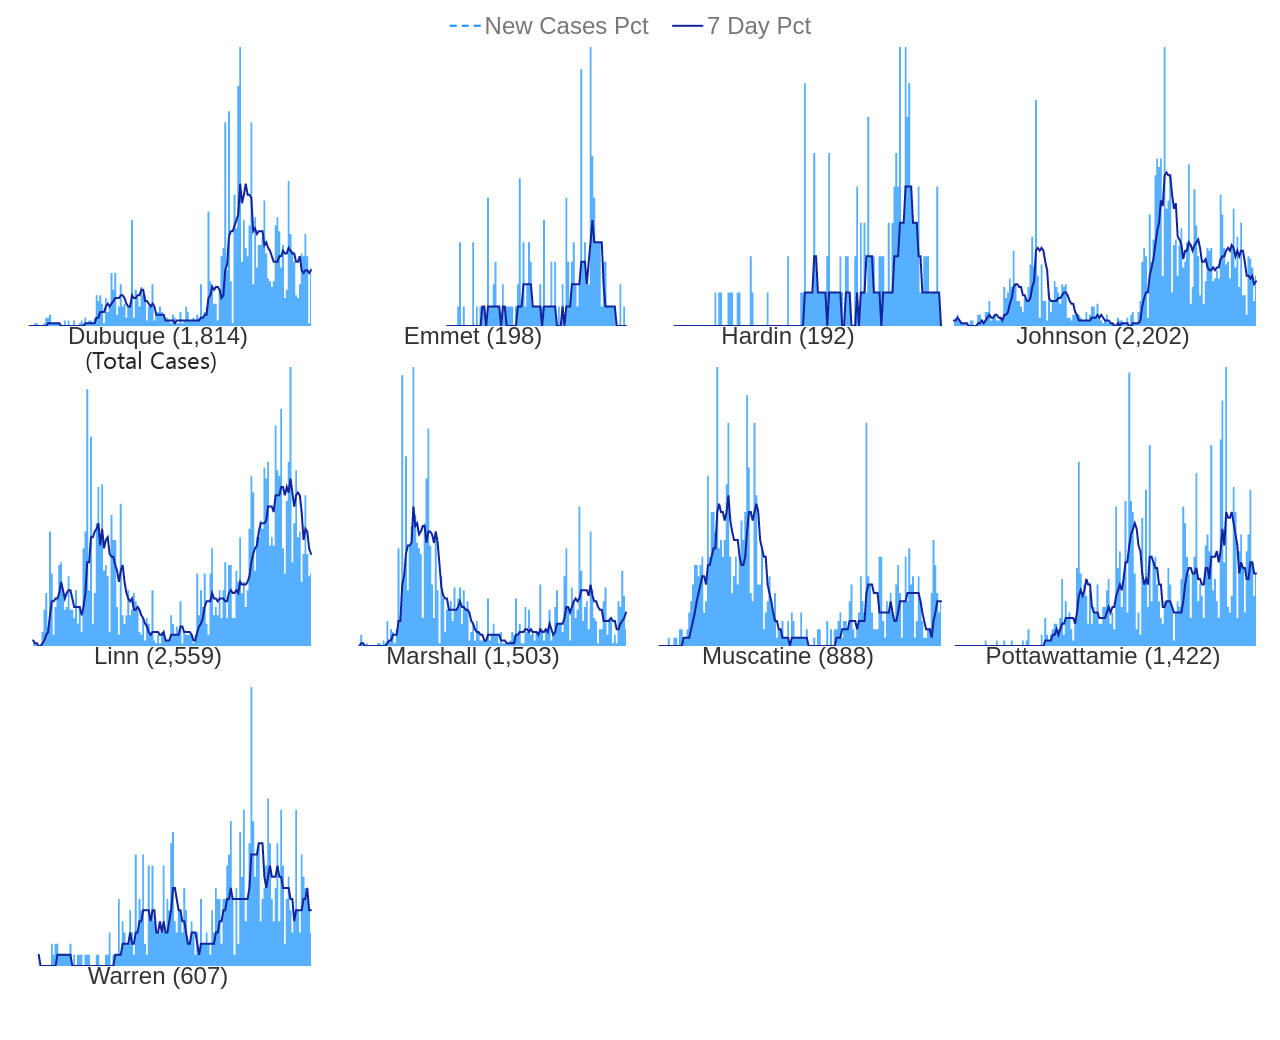 New Cases Pct 7 Day Pct
Dubuque (1,814) Emmet (198) Hardin (192) Johnson (2,202)
(Total Cases)
Linn (2,559) Marshall (1,503) Muscatine (888) Pottawattamie (1,422)
Warren (607)